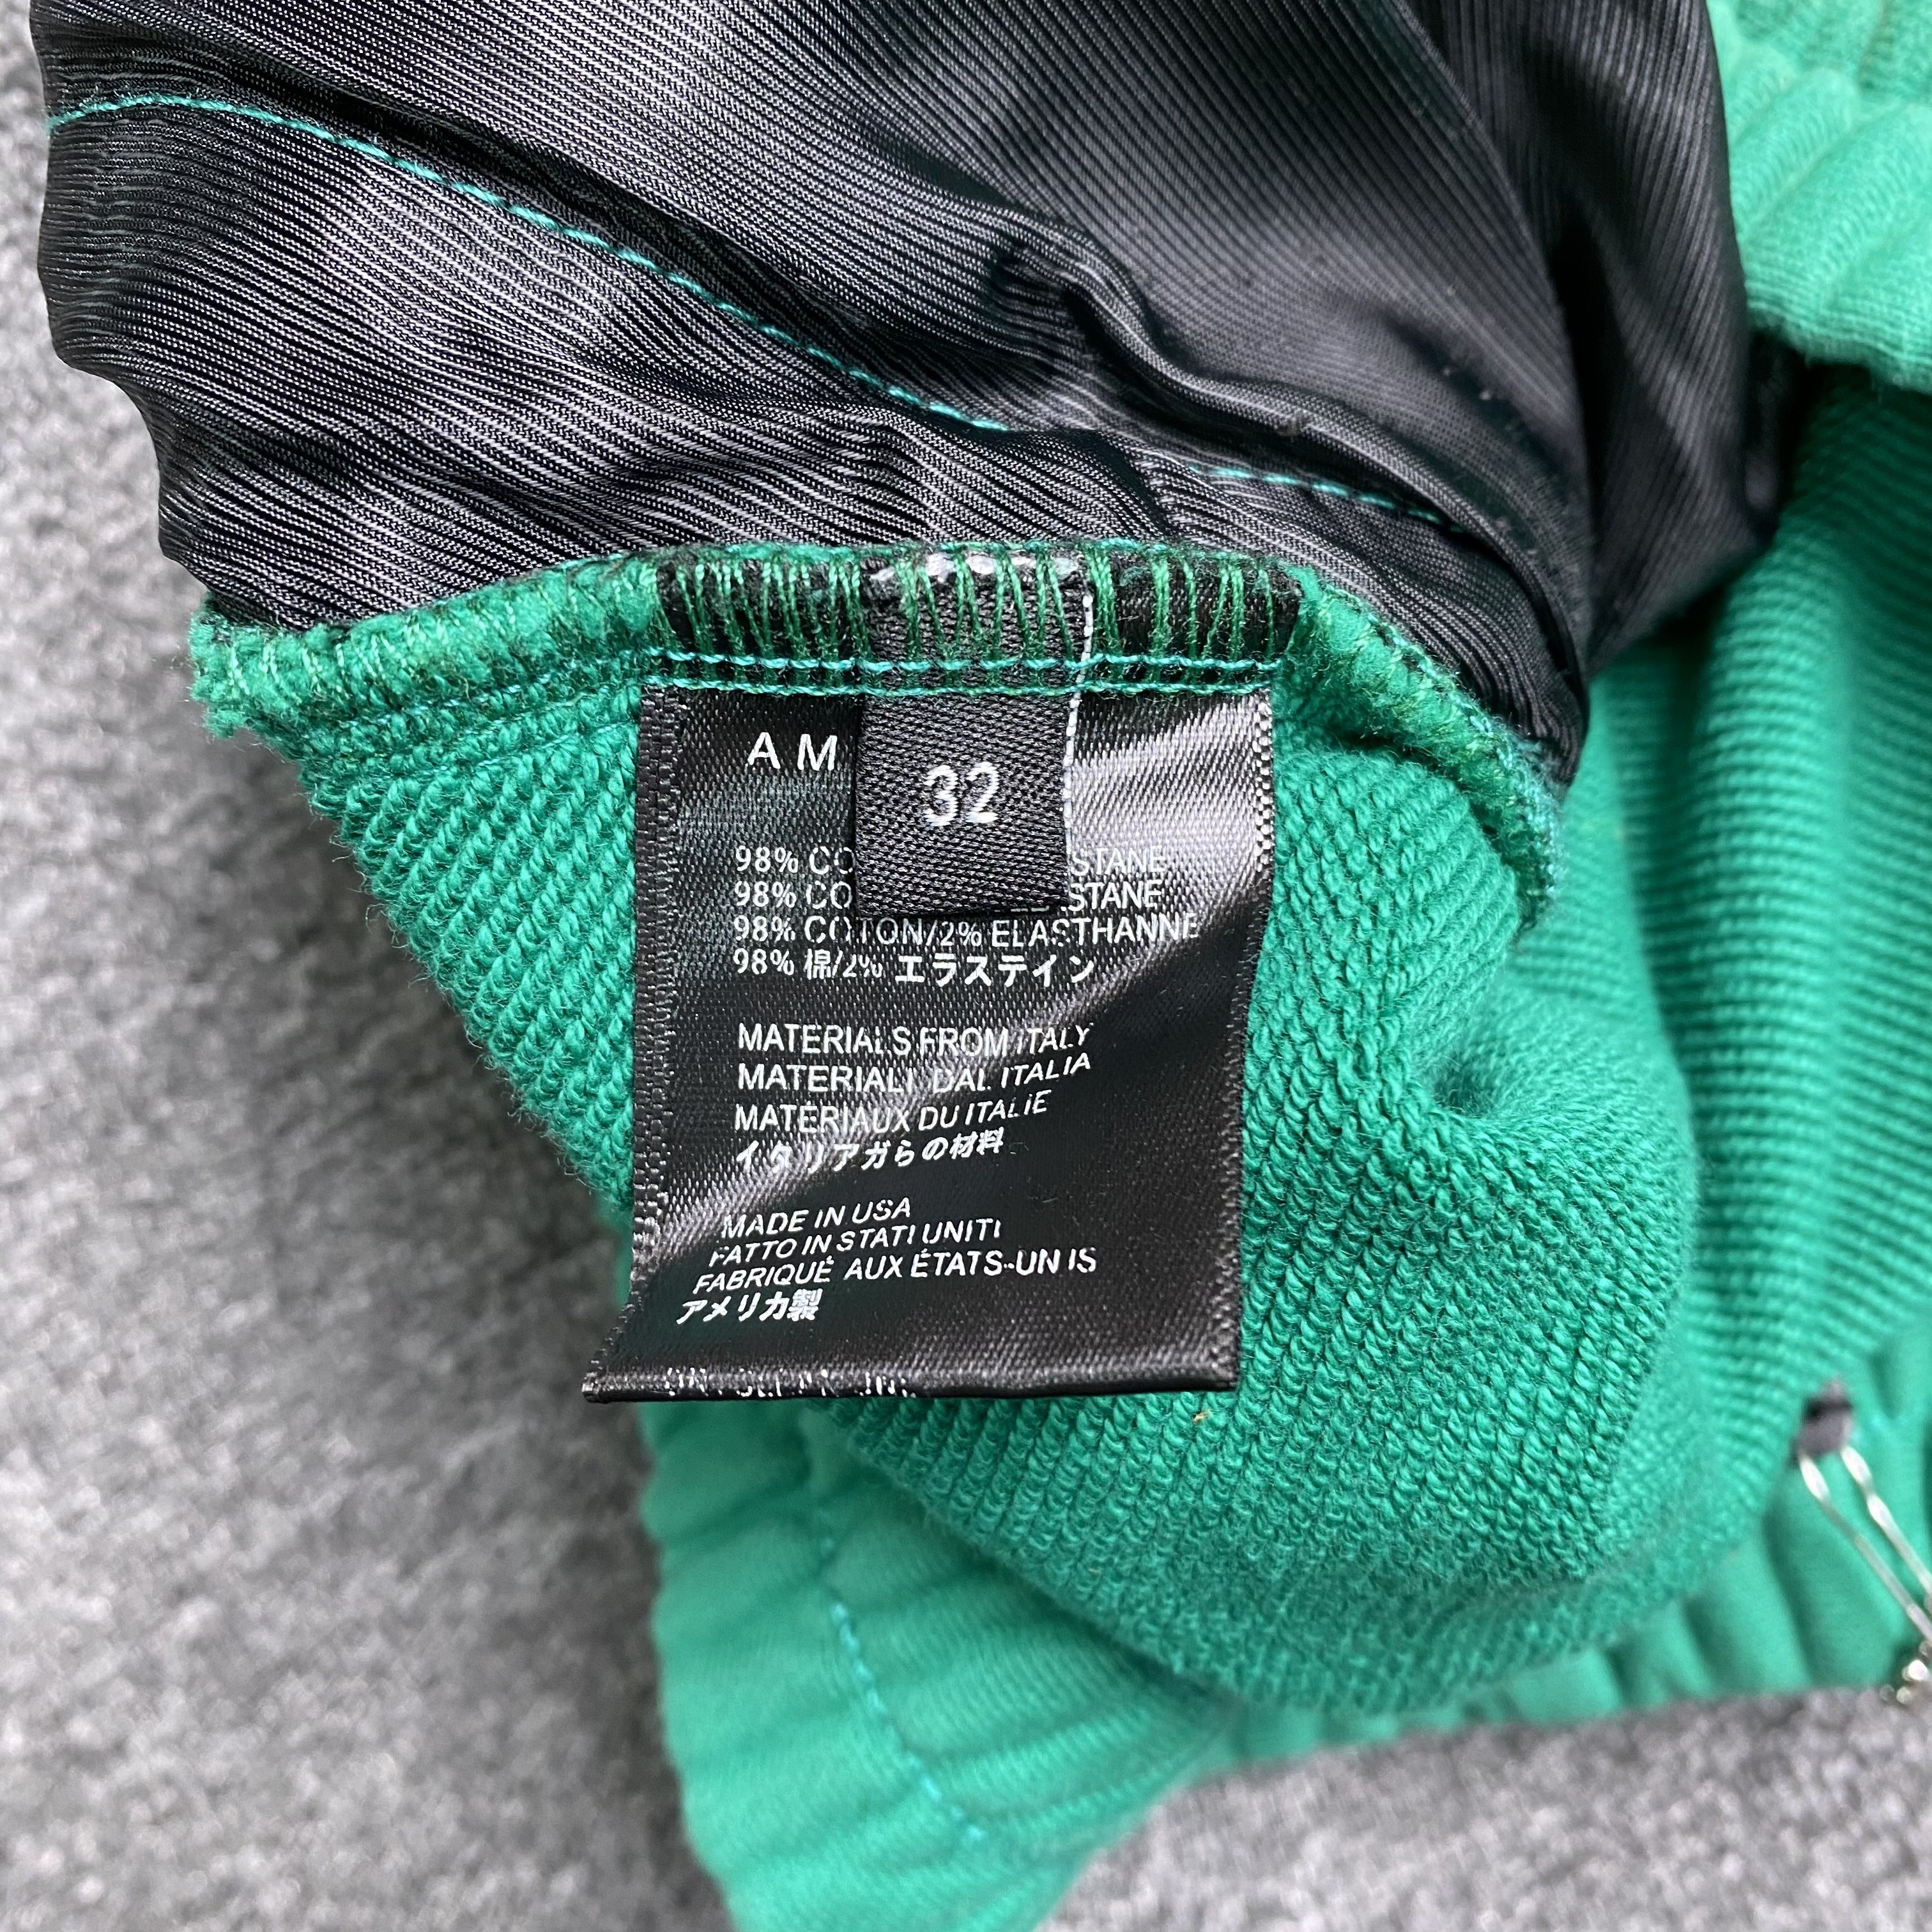 A M
32
98% CO STANE
98% CO STANE
98% COTON/2% ELASTHANNE
98% 棉/2% エラステイン
MATERIALS FROM ITALY
MATERIALI DAL ITALIA
MATERIAUX DU ITALIE
イタリアガらの材料
MADE IN USA
FATTO IN STATI UNITI
FABRIQUÉ AUX ÉTATS-UNIS
アメリカ製